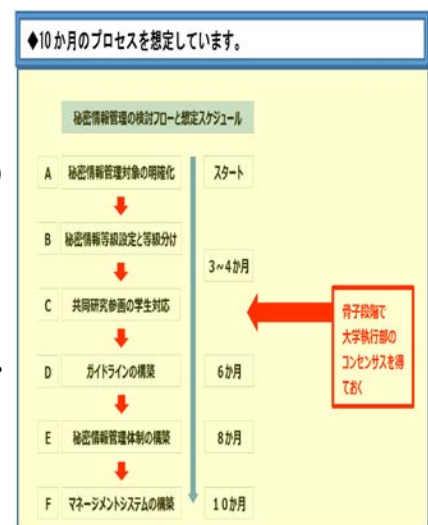 ◆10か月のプロセスを想定しています。
秘密情報管理の検討フローと想定スケジュール
A 秘密情報管理対象の明確化 スタート
B 秘密情報等級設定と等級分け
3~4か月
C 共同研究参画の学生対応
骨子段階で
大学執行部の
コンセンサスを得
ておく
D ガイドラインの構築 6か月
E 秘密情報管理体制の構築 8か月
F マネージメントシステムの構築 10か月